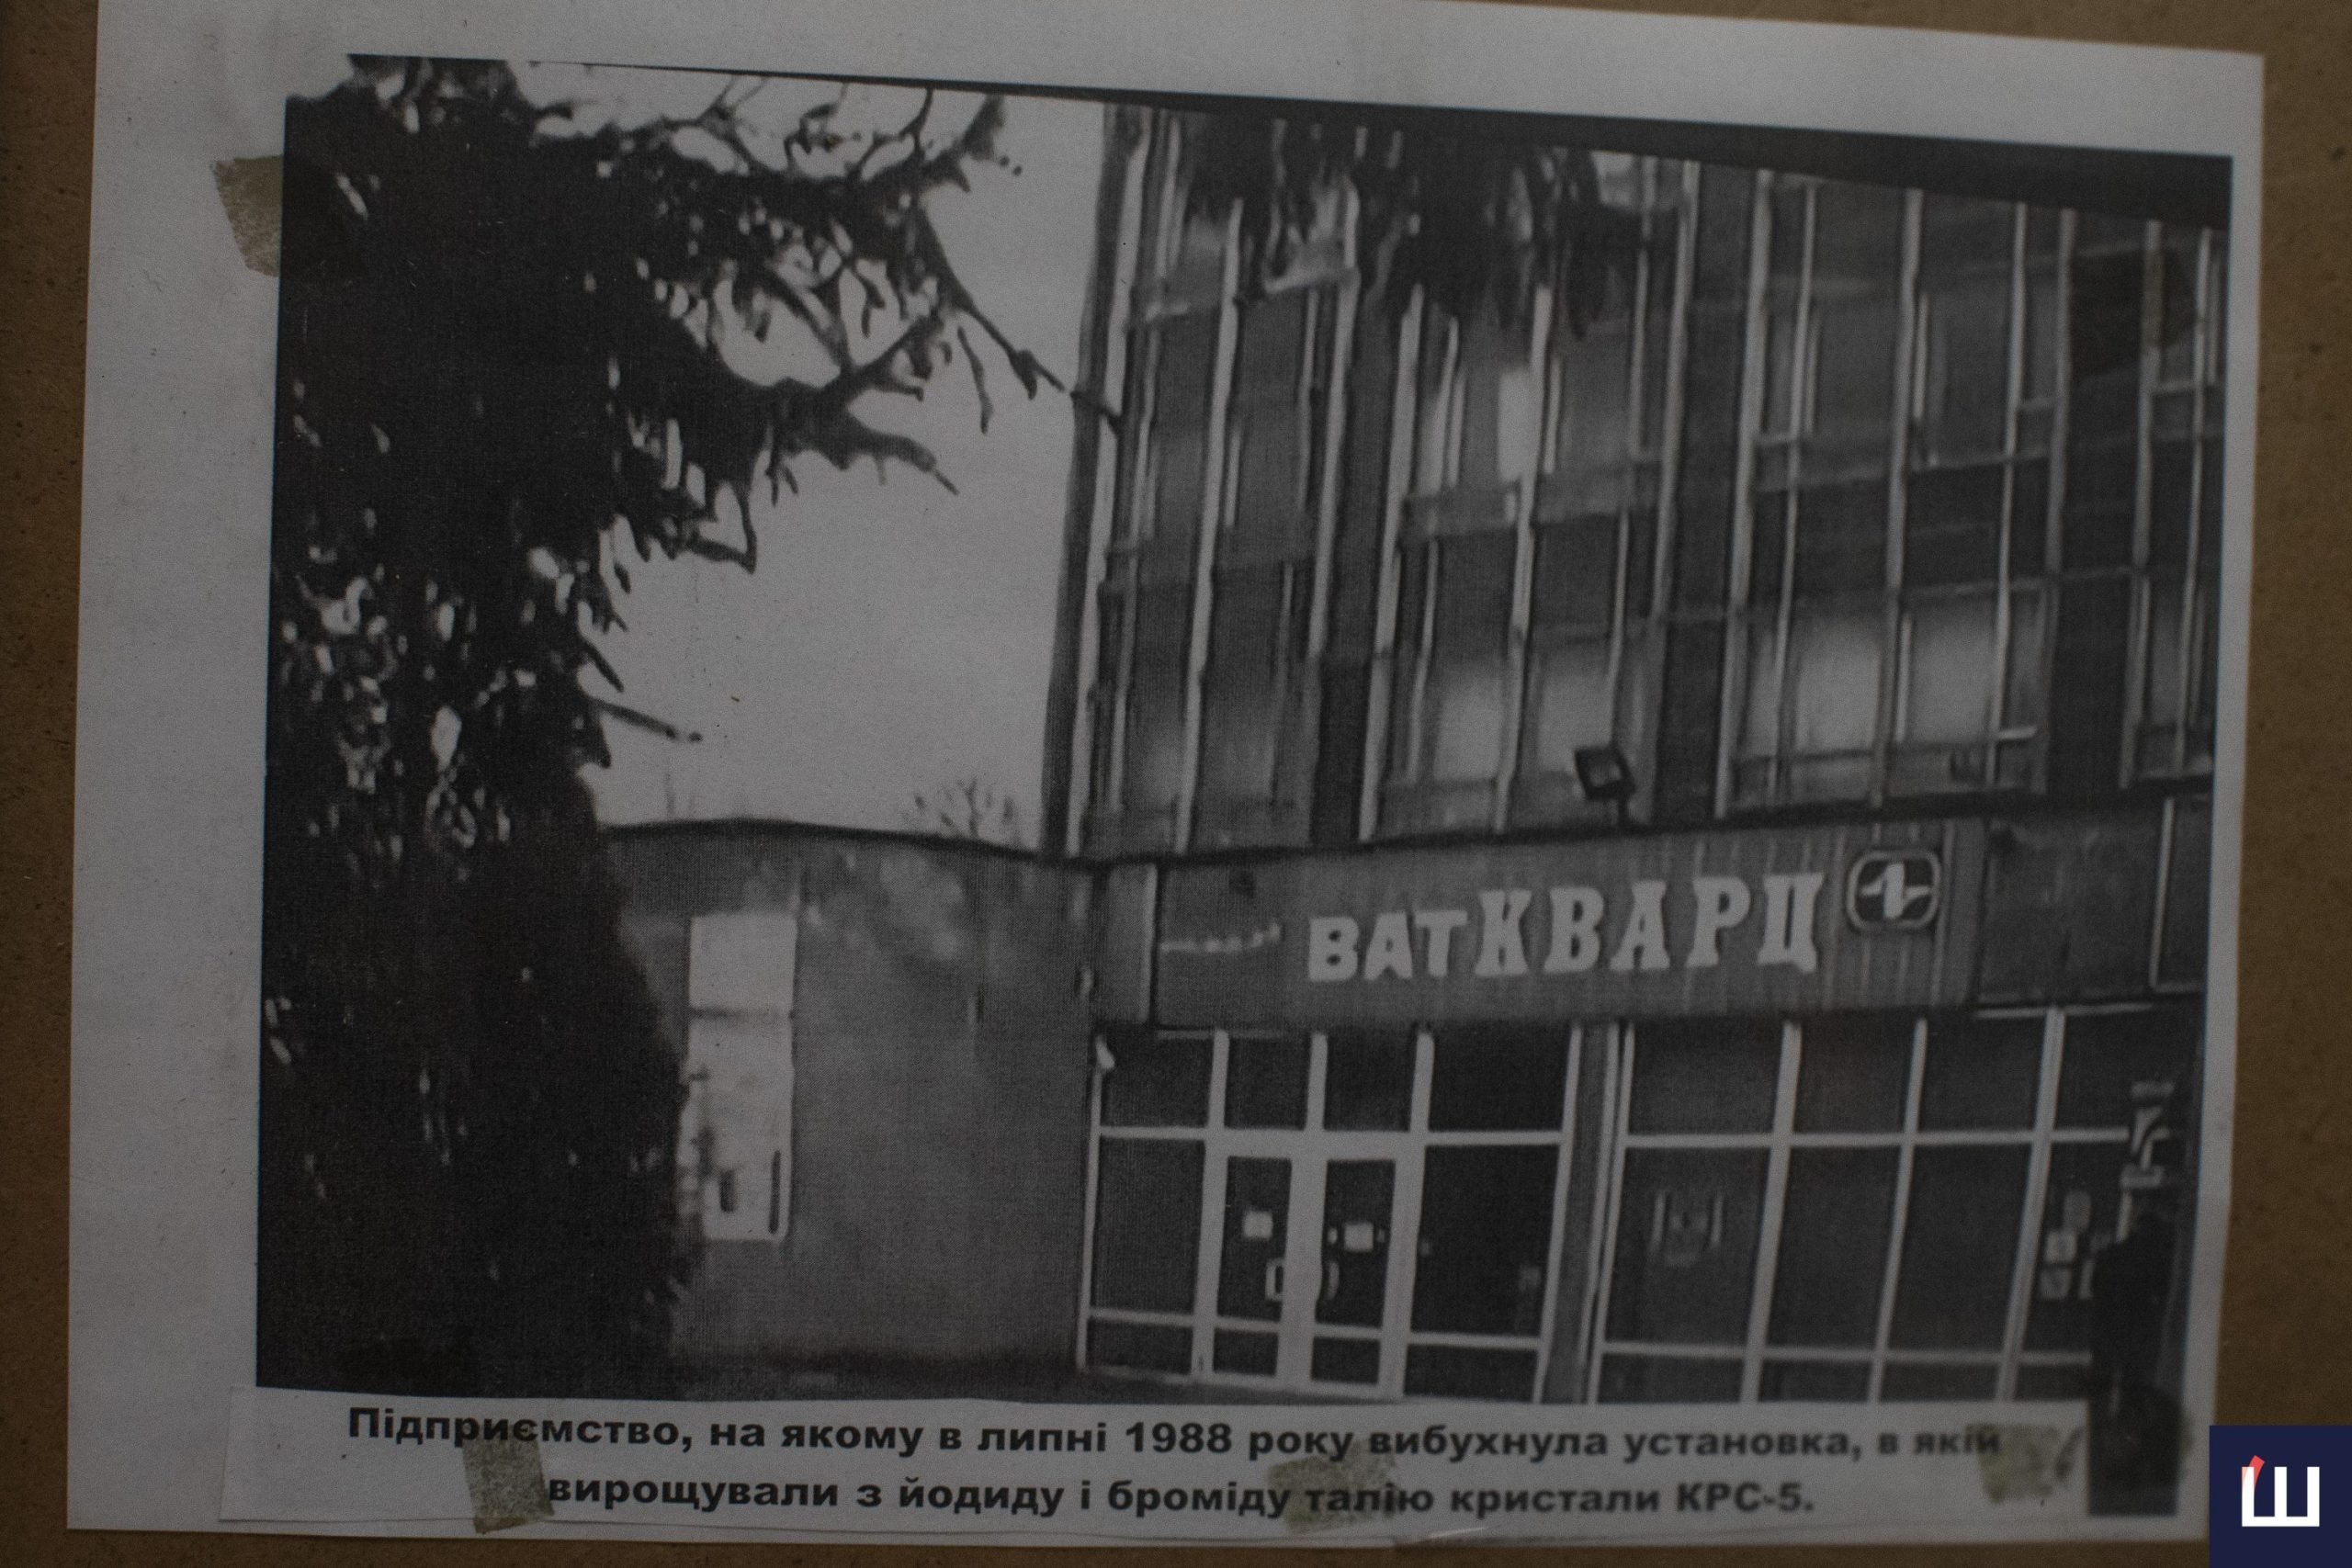 ВАТ КВАРЦ
Підприємство, на якому в липні 1988 року вибухнула установка, в якій
вирощували з йодиду і броміду талію кристали КРС-5.
Ш